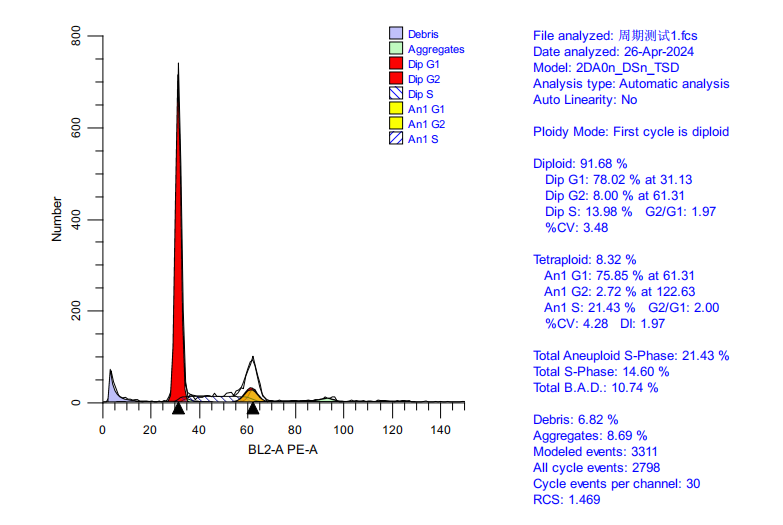 800
600
400
200
0
Number
0 20 40 60 80 100 120 140
BL2-A PE-A
Debris
Aggregates
Dip G1
Dip G2
Dip S
An1 G1
An1 G2
An1 S
File analyzed: 周期测试1.fcs
Date analyzed: 26-Apr-2024
Model: 2DA0n_DSn_TSD
Analysis type: Automatic analysis
Auto Linearity: No
Ploidy Mode: First cycle is diploid
Diploid: 91.68 %
Dip G1: 78.02 % at 31.13
Dip G2: 8.00 % at 61.31
Dip S: 13.98 % G2/G1: 1.97
%CV: 3.48
Tetraploid: 8.32 %
An1 G1: 75.85 % at 61.31
An1 G2: 2.72 % at 122.63
An1 S: 21.43 % G2/G1: 2.00
%CV: 4.28 DI: 1.97
Total Aneuploid S-Phase: 21.43 %
Total S-Phase: 14.60 %
Total B.A.D.: 10.74 %
Debris: 6.82 %
Aggregates: 8.69 %
Modeled events: 3311
All cycle events: 2798
Cycle events per channel: 30
RCS: 1.469